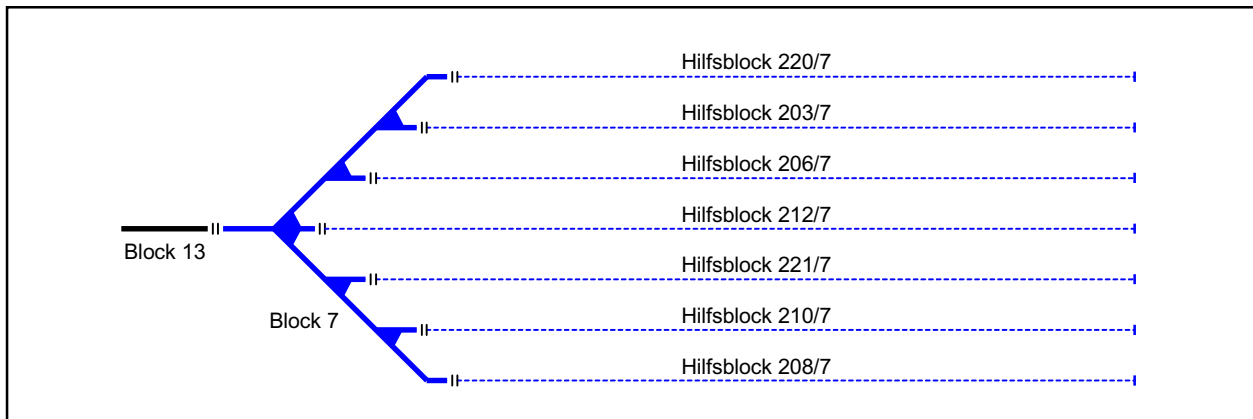 Hilfsblock 220/7
Hilfsblock 203/7
Hilfsblock 206/7
Hilfsblock 212/7
Block 13
Hilfsblock 221/7
Block 7
Hilfsblock 210/7
Hilfsblock 208/7